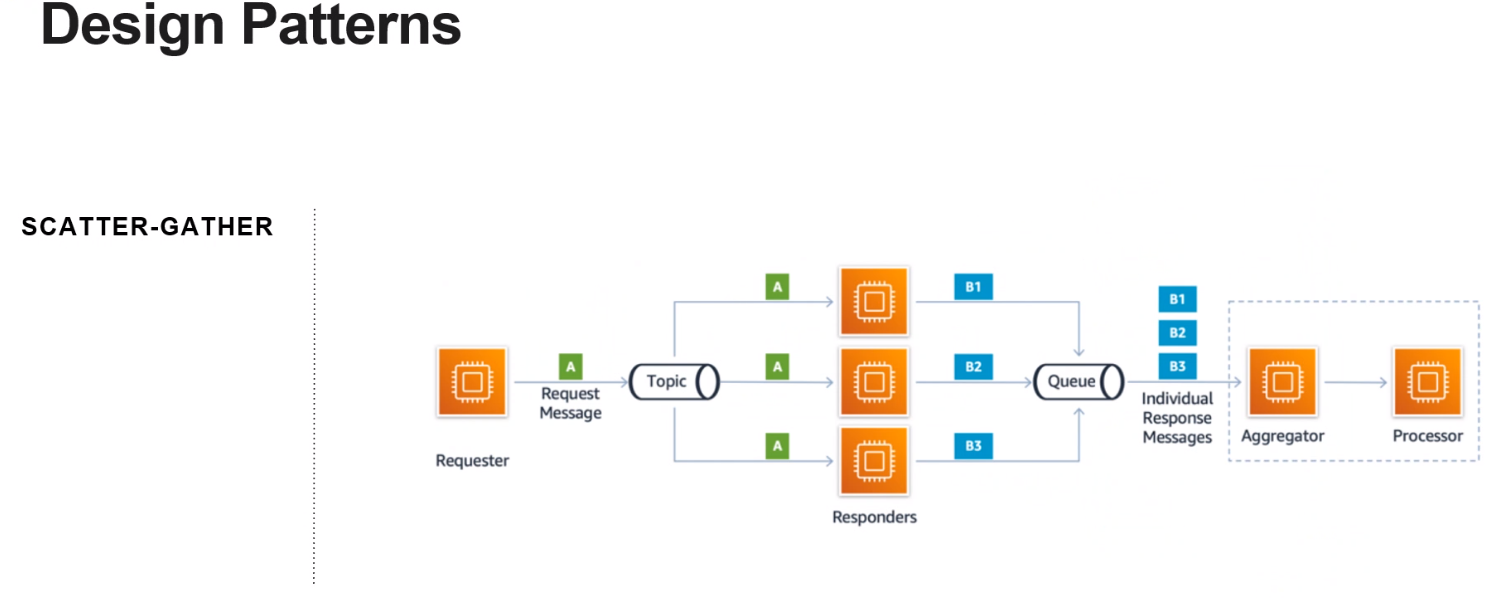 Design Patterns
SCATTER-GATHER
Requester
A
Request
Message
Topic
A
A
A
Responders
B1
B2
B3
Queue
B1
B2
B3
Individual
Response
Messages
Aggregator
Processor